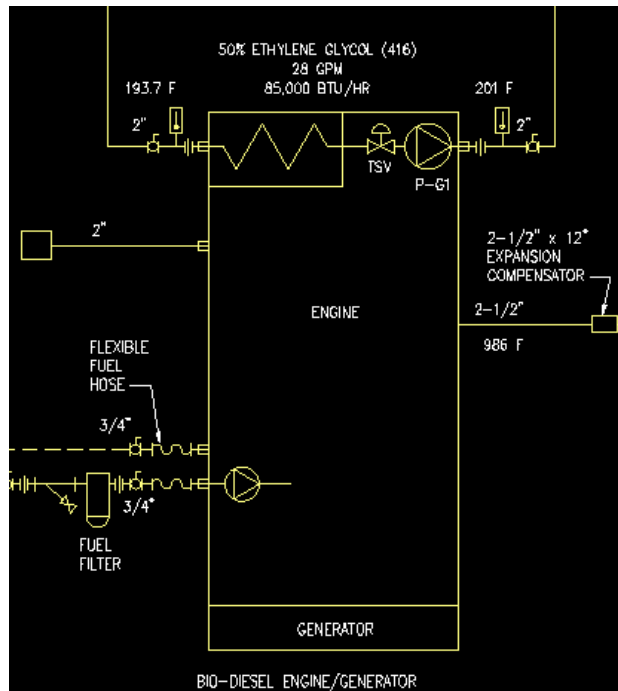 50% ETHYLENE GLYCOL (416)
28 GPM
85,000 BTU/HR
193.7 F
201 F
2"
2"
TSV
P-G1
2"
2-1/2" x 12"
EXPANSION
COMPENSATOR
ENGINE
2-1/2"
986 F
FLEXIBLE
FUEL
HOSE
3/4"
3/4"
FUEL
FILTER
GENERATOR
BIO-DIESEL ENGINE/GENERATOR